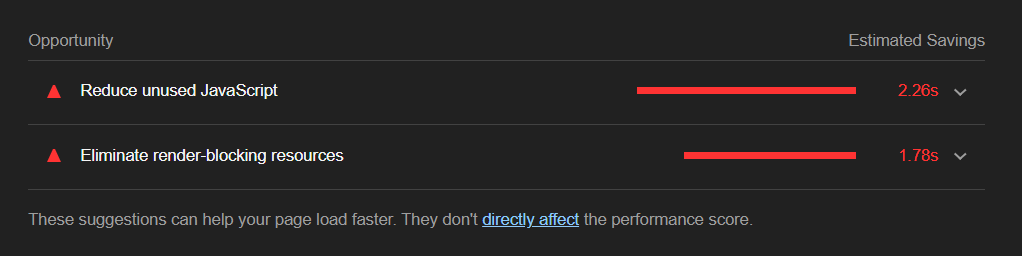 Opportunity Estimated Savings
Reduce unused JavaScript 2.26s
Eliminate render-blocking resources 1.78s
These suggestions can help your page load faster. They don't directly affect the performance score.